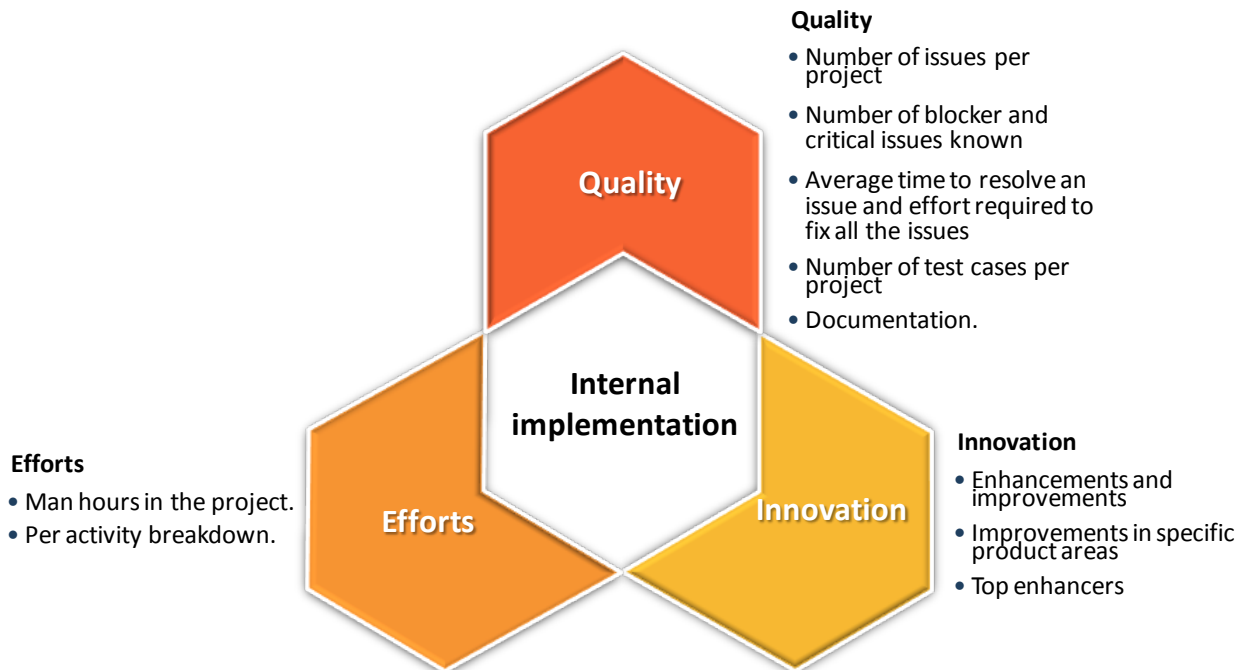 Quality
• Number of issues per
project
• Number of blocker and
critical issues known
• Average time to resolve an
issue and effort required to
fix all the issues
• Number of test cases per
project
• Documentation.
Quality
Internal
implementation
Efforts
• Man hours in the project.
• Per activity breakdown.
Efforts
Innovation
Innovation
• Enhancements and
improvements
• Improvements in specific
product areas
• Top enhancers